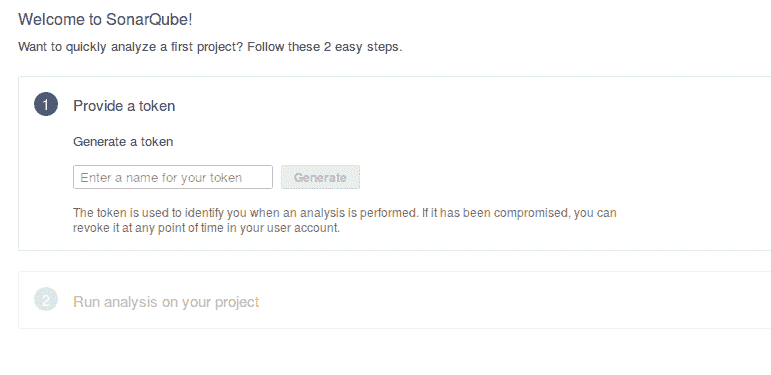 Welcome to SonarQube!
Want to quickly analyze a first project? Follow these 2 easy steps.
1 Provide a token
Generate a token
Enter a name for your token Generate
The token is used to identify you when an analysis is performed. If it has been compromised, you can
revoke it at any point of time in your user account.
2 Run analysis on your project